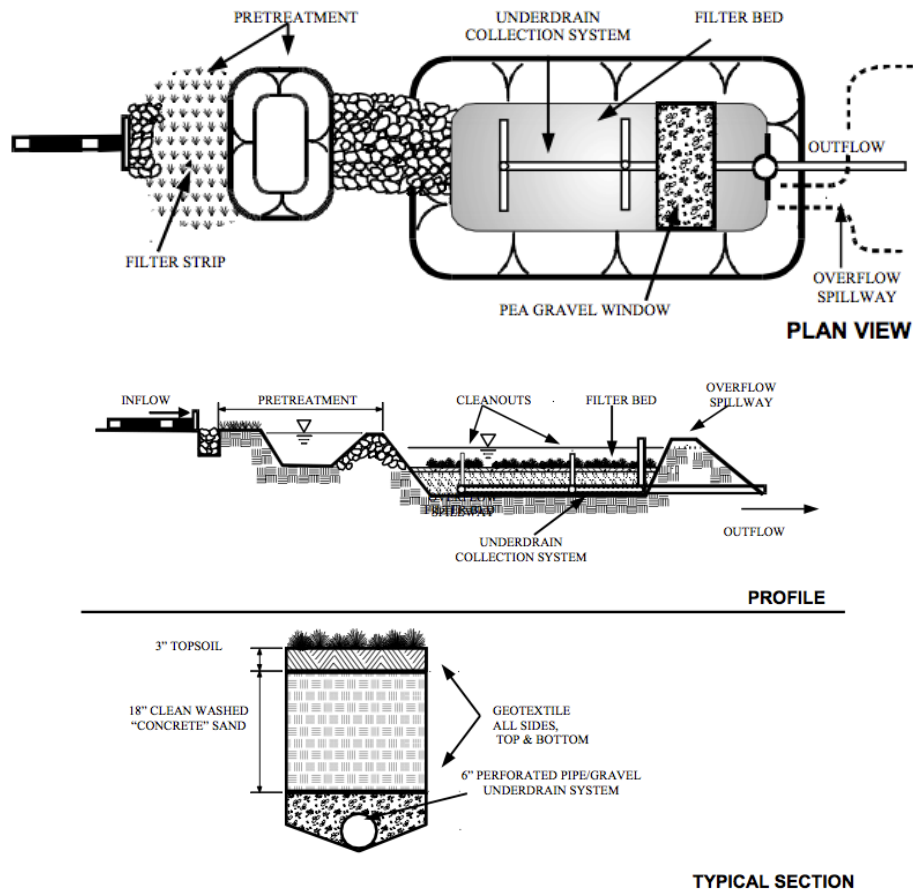 PRETREATMENT
UNDERDRAIN
COLLECTION SYSTEM
FILTER BED
OUTFLOW
FILTER STRIP
PEA GRAVEL WINDOW
OVERFLOW
SPILLWAY
PLAN VIEW
INFLOW
PRETREATMENT
CLEANOUTS
FILTER BED
OVERFLOW
SPILLWAY
OVERFLOW
SPILLWAY
UNDERDRAIN
COLLECTION SYSTEM
OUTFLOW
PROFILE
3" TOPSOIL
18" CLEAN WASHED
"CONCRETE" SAND
GEOTEXTILE
ALL SIDES,
TOP & BOTTOM
6" PERFORATED PIPE/GRAVEL
UNDERDRAIN SYSTEM
TYPICAL SECTION